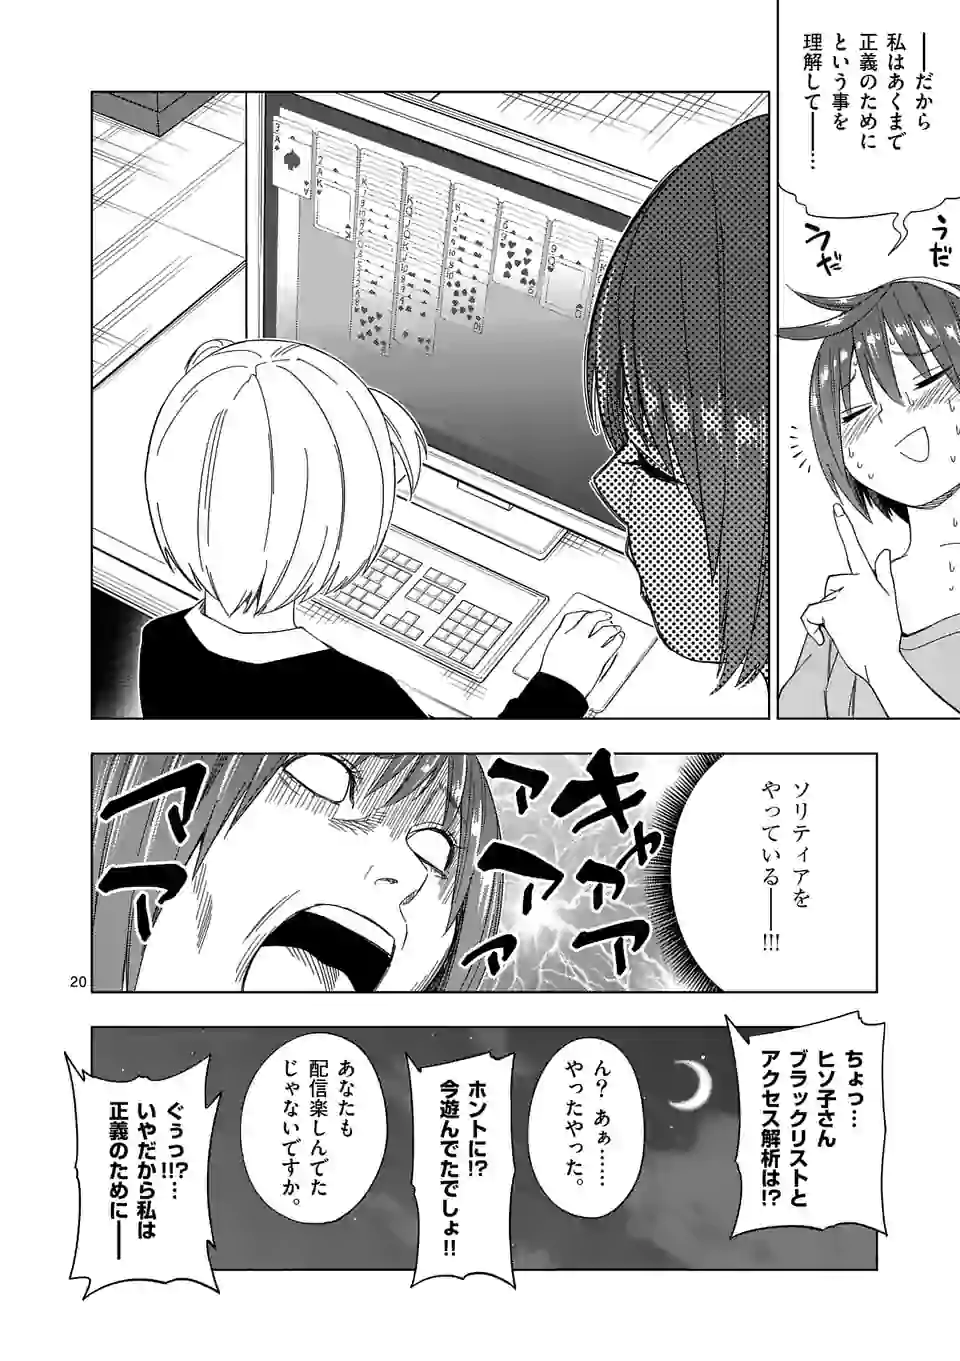 ──だから
私はあくまで
正義のために
という事を
理解して──…
うだ
うだ
ソリティアを
やっている──!!!
きゃ
アアア
アアア
アア
20
ちょっ…
ヒソ子さん
ブラックリストと
アクセス解析は!?
ん？あぁ……
やったやった。
ホントに!?
今遊んでたでしょ!!
あなたも
配信楽しんでた
じゃないですか。
ぐぅっ!?
!!…
いやだから私は
正義のために──